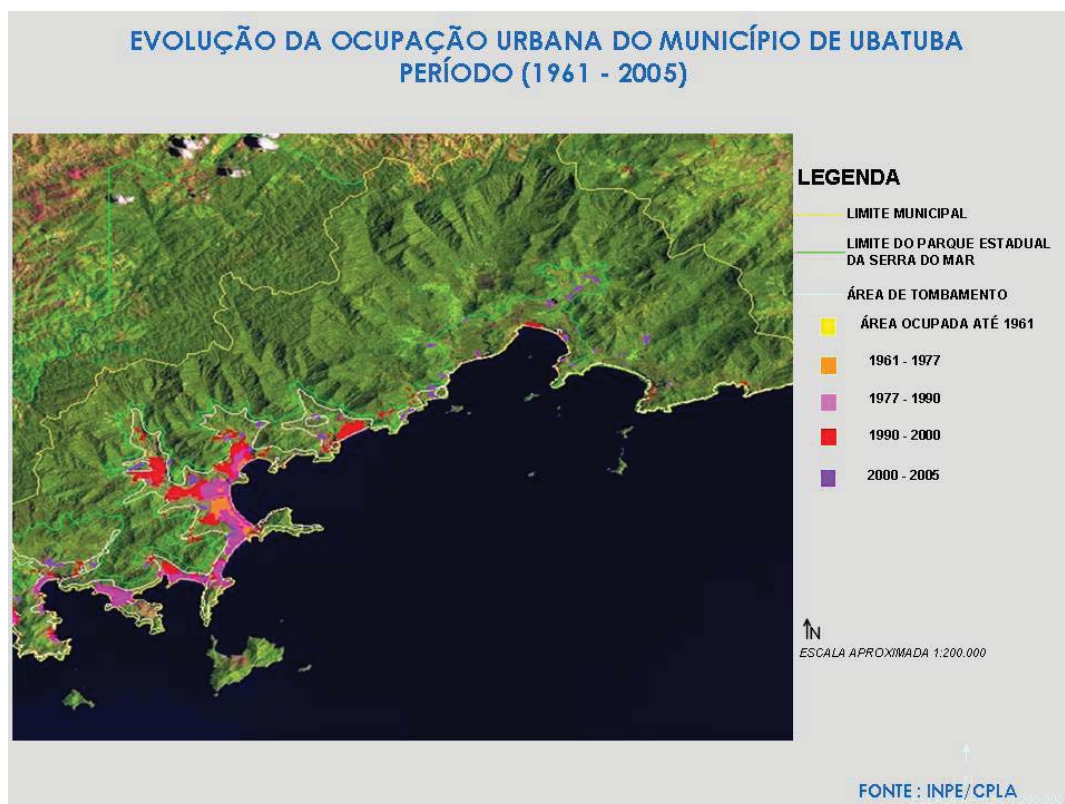 EVOLUÇÃO DA OCUPAÇÃO URBANA DO MUNICÍPIO DE UBATUBA
PERÍODO (1961 - 2005)
LEGENDA
LIMITE MUNICIPAL
LIMITE DO PARQUE ESTADUAL
DA SERRA DO MAR
ÁREA DE TOMBAMENTO
ÁREA OCUPADA ATÉ 1961
1961 - 1977
1977 - 1990
1990 - 2000
2000 - 2005
N
ESCALA APROXIMADA 1:200.000
FONTE : INPE/CPLA